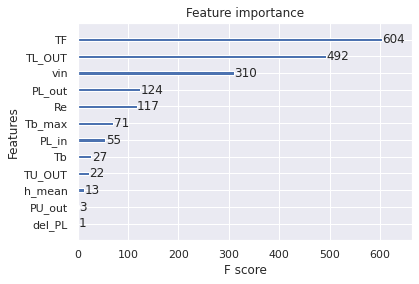 Feature importance
Features
TF 604
TL_OUT 492
vin 310
PL_out 124
Re 117
Tb_max 71
PL_in 55
Tb 27
TU_OUT 22
h_mean 13
PU_out 3
del_PL 1
0 100 200 300 400 500 600
F score